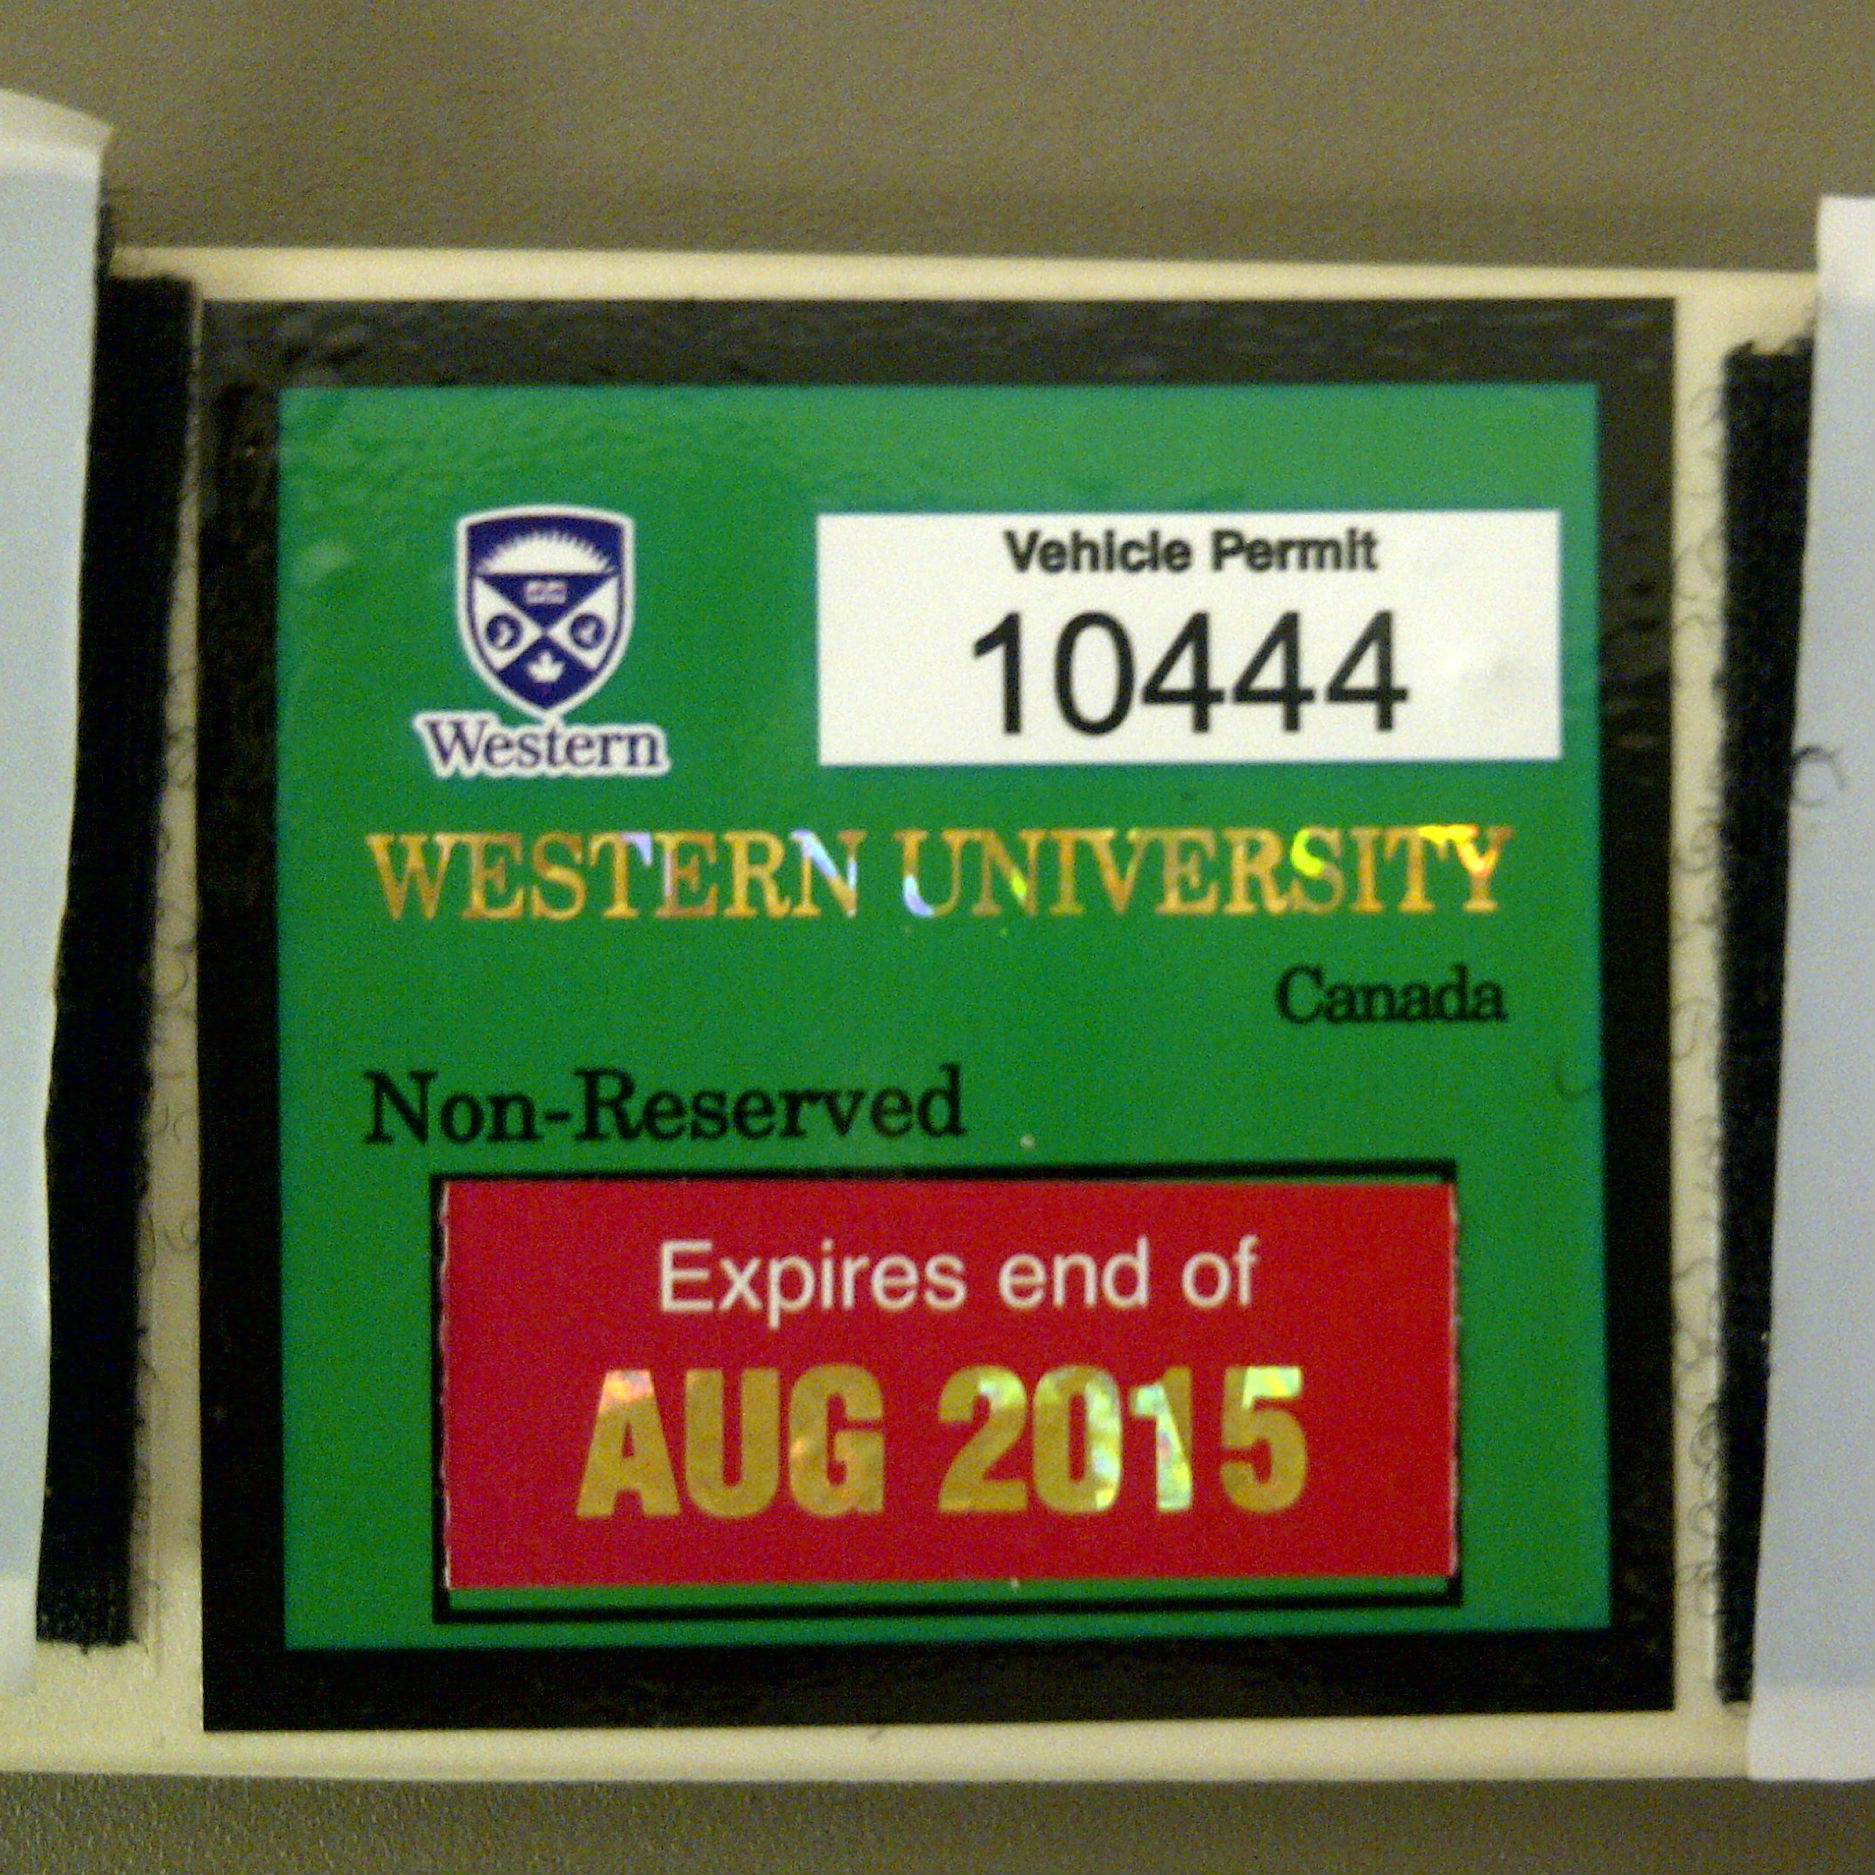 Western
Vehicle Permit
10444
WESTERN UNIVERSITY
Canada
Non-Reserved
Expires end of
AUG 2015